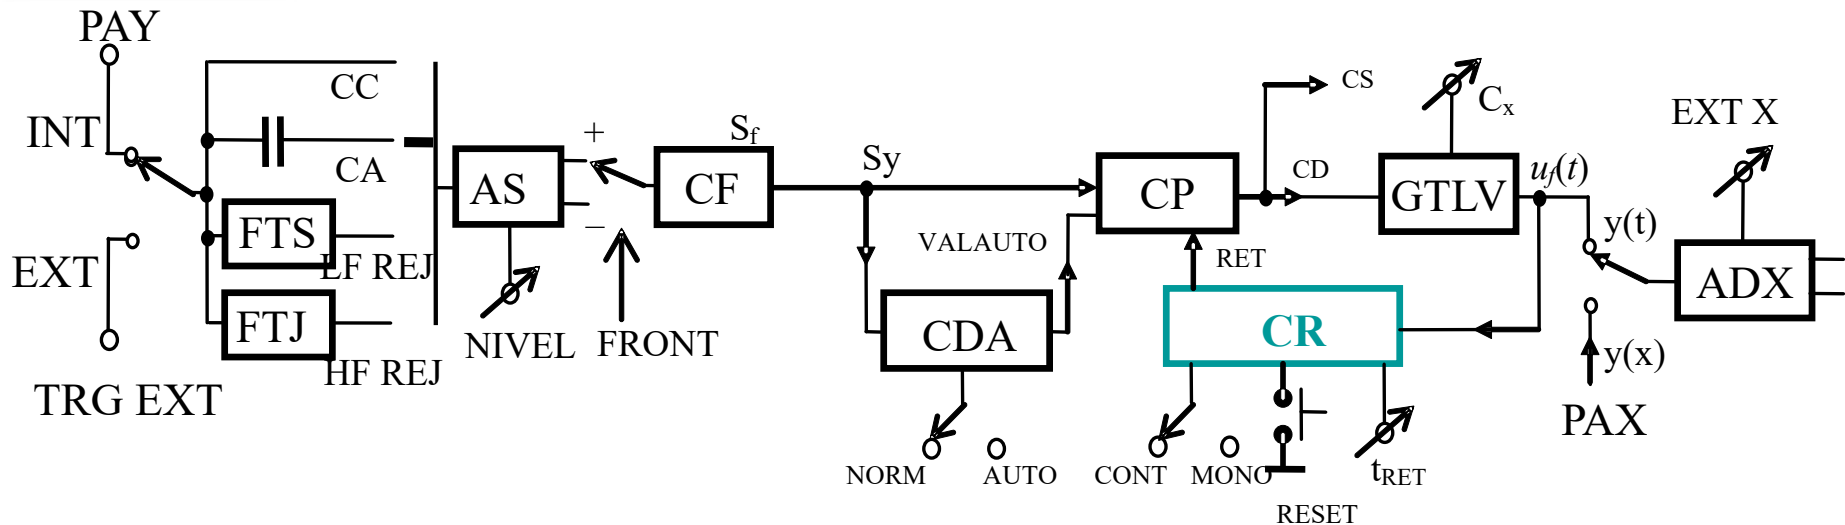 PAY
CC
INT
CA
FTS
LF REJ
EXT
FTJ
HF REJ
TRG EXT
AS
NIVEL
+
−
FRONT
CF
Sf
Sy
CDA
VALAUTO
NORM
AUTO
CP
CS
CD
RET
CR
CONT
MONO
RESET
tRET
GTLV
Cx
uf(t)
y(t)
y(x)
PAX
EXT X
ADX